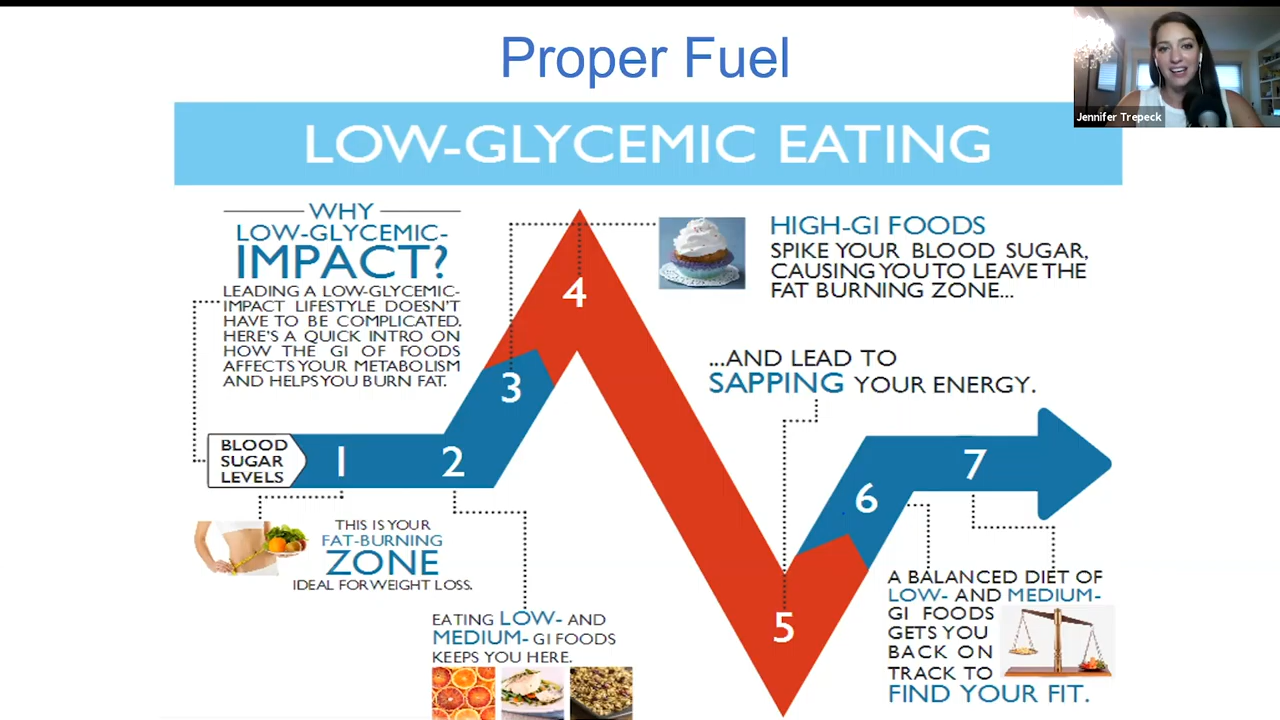 Proper Fuel
Jennifer Trepeck
LOW-GLYCEMIC EATING
WHY
LOW-GLYCEMIC-
IMPACT?
LEADING A LOW-GLYCEMIC-
IMPACT LIFESTYLE DOESN'T
HAVE TO BE COMPLICATED.
HERE'S A QUICK INTRO ON
HOW THE GI OF FOODS
AFFECTS YOUR METABOLISM
AND HELPS YOU BURN FAT.
BLOOD
SUGAR
LEVELS
1
2
3
4
5
6
7
THIS IS YOUR
FAT-BURNING
ZONE
IDEAL FOR WEIGHT LOSS.
EATING LOW- AND
MEDIUM- GI FOODS
KEEPS YOU HERE.
HIGH-GI FOODS
SPIKE YOUR BLOOD SUGAR,
CAUSING YOU TO LEAVE THE
FAT BURNING ZONE...
...AND LEAD TO
SAPPING YOUR ENERGY.
A BALANCED DIET OF
LOW- AND MEDIUM-
GI FOODS
GETS YOU
BACK ON
TRACK TO
FIND YOUR FIT.